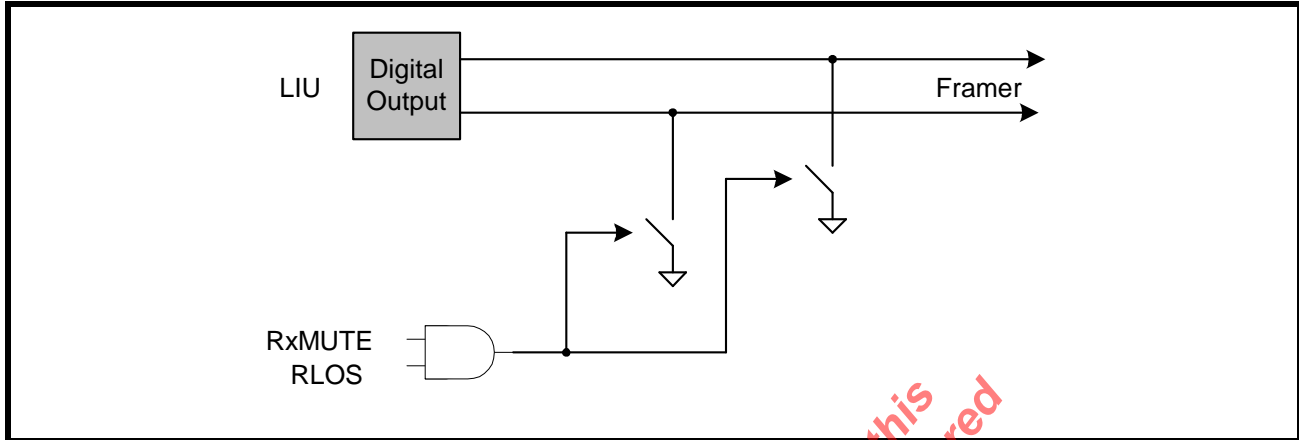 LIU
Digital
Output
Framer
RxMUTE
RLOS
this
red